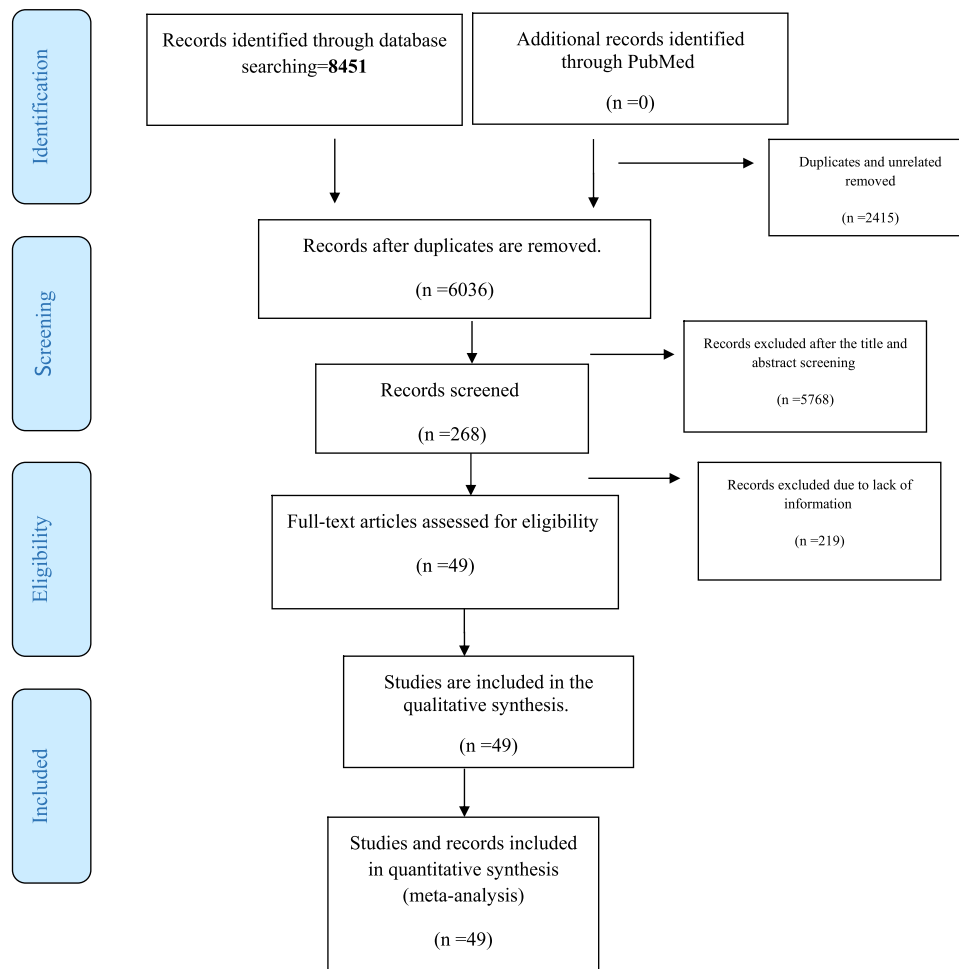 Identification
Records identified through database
searching=8451
Additional records identified
through PubMed
(n =0)
Duplicates and unrelated
removed
(n =2415)
Screening
Records after duplicates are removed.
(n =6036)
Records excluded after the title and
abstract screening
(n =5768)
Records screened
(n =268)
Eligibility
Records excluded due to lack of
information
(n =219)
Full-text articles assessed for eligibility
(n =49)
Studies are included in the
qualitative synthesis.
(n =49)
Included
Studies and records included
in quantitative synthesis
(meta-analysis)
(n =49)